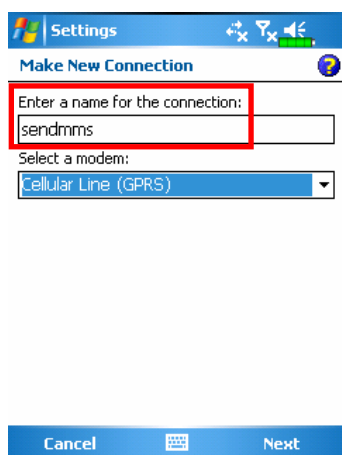 Settings
Make New Connection
Enter a name for the connection:
sendmms
Select a modem:
Cellular Line (GPRS)
Cancel
Next